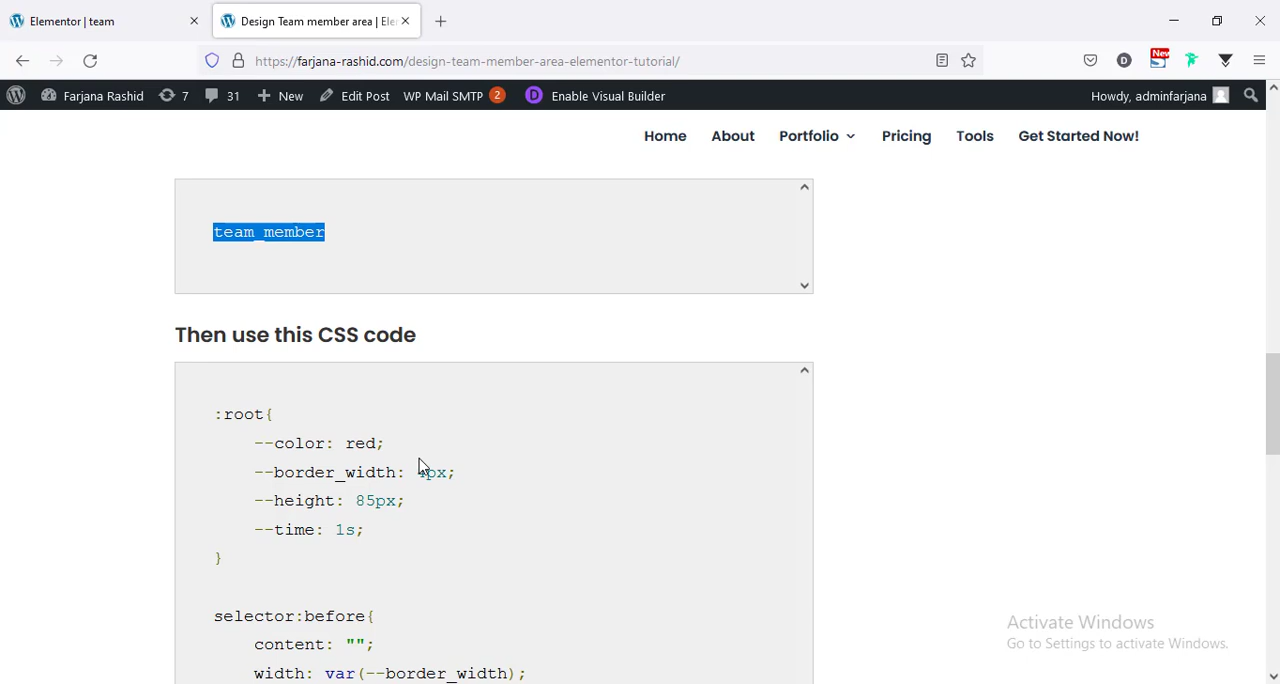 Elementor | team
Design Team member area | Ele
https://farjana-rashid.com/design-team-member-area-elementor-tutorial/
New
D
Farjana Rashid
7
31
New
Edit Post
WP Mail SMTP 2
D Enable Visual Builder
Howdy, adminfarjana
Home
About
Portfolio
Pricing
Tools
Get Started Now!
team_member
Then use this CSS code
:root{
--color: red;
--border_width: 4px;
--height: 85px;
--time: 1s;
}
selector:before{
content: "";
width: var(--border_width);
Activate Windows
Go to Settings to activate Windows.